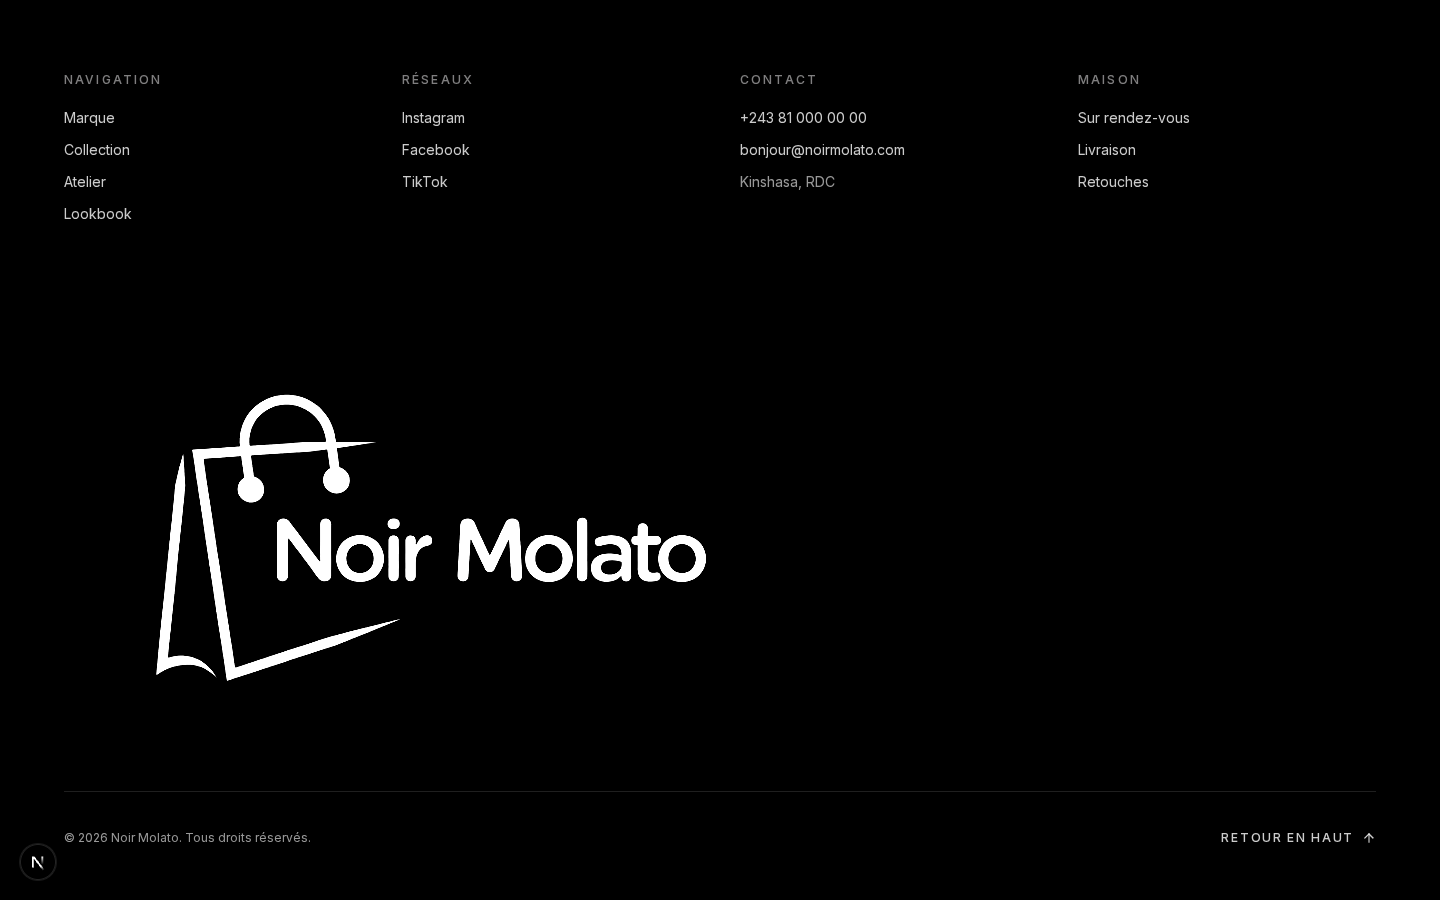 NAVIGATION
Marque
Collection
Atelier
Lookbook
RÉSEAUX
Instagram
Facebook
TikTok
CONTACT
+243 81 000 00 00
bonjour@noirmolato.com
Kinshasa, RDC
MAISON
Sur rendez-vous
Livraison
Retouches
Noir Molato
© 2026 Noir Molato. Tous droits réservés.
RETOUR EN HAUT ↑
N